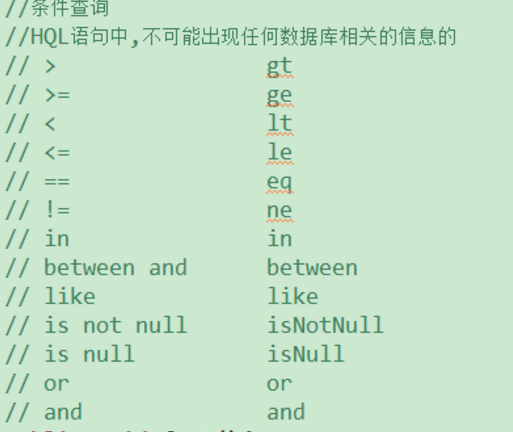 //条件查询
//HQL语句中,不可能出现任何数据库相关的信息的
// > gt
// >= ge
// < lt
// <= le
// == eq
// != ne
// in in
// between and between
// like like
// is not null isNotNull
// is null isNull
// or or
// and and